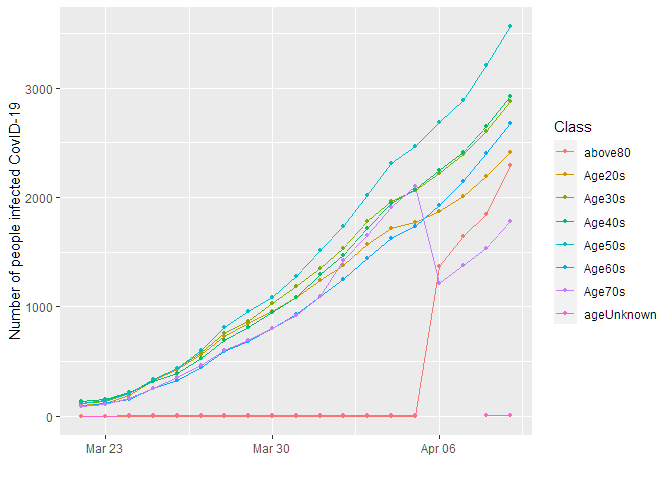 Number of people infected CovID-19
3000
2000
1000
0
Mar 23
Mar 30
Apr 06
Class
above80
Age20s
Age30s
Age40s
Age50s
Age60s
Age70s
ageUnknown